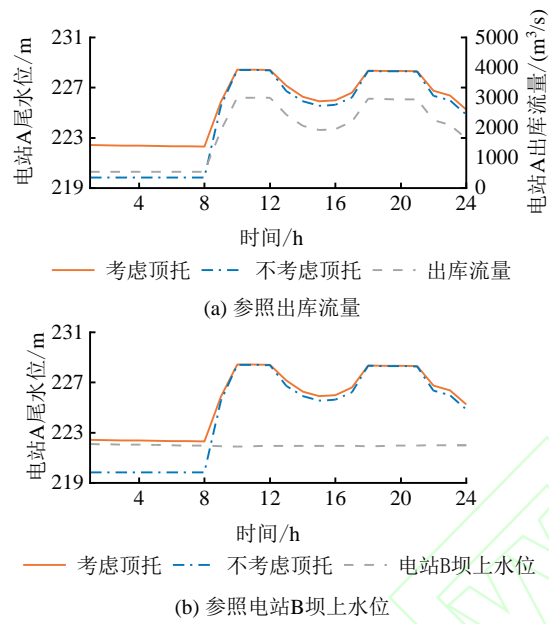 231
227
223
219
电站A尾水位/m
5000
4000
3000
2000
1000
0
电站A出库流量/(m³/s)
4 8 12 16 20 24
时间/h
考虑顶托 不考虑顶托 出库流量
(a) 参照出库流量
231
227
223
219
电站A尾水位/m
4 8 12 16 20 24
时间/h
考虑顶托 不考虑顶托 电站B坝上水位
(b) 参照电站B坝上水位